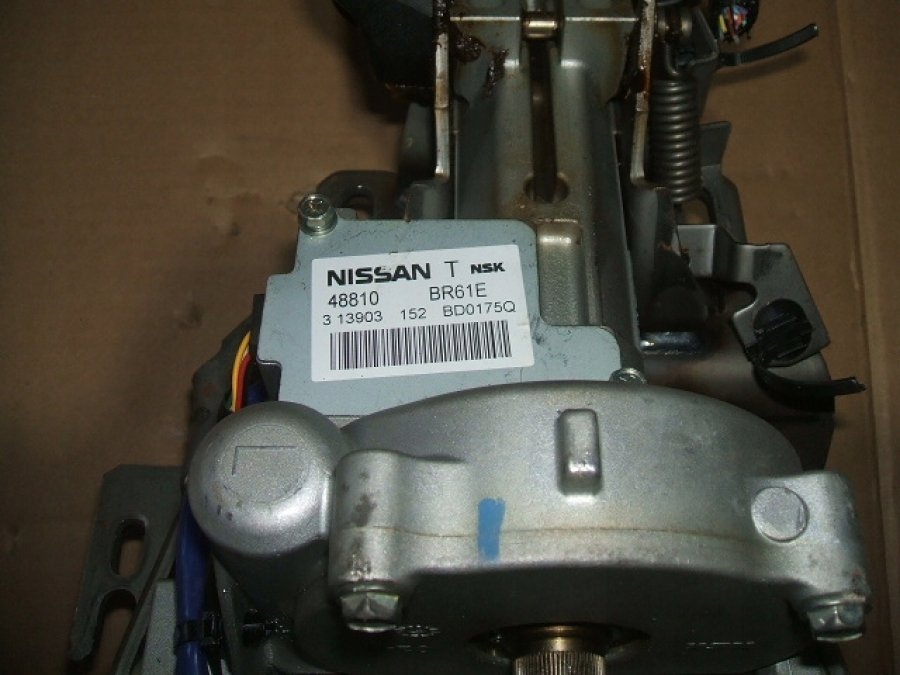 NISSAN T NSK
48810 BR61E
3 13903 152 BD0175Q